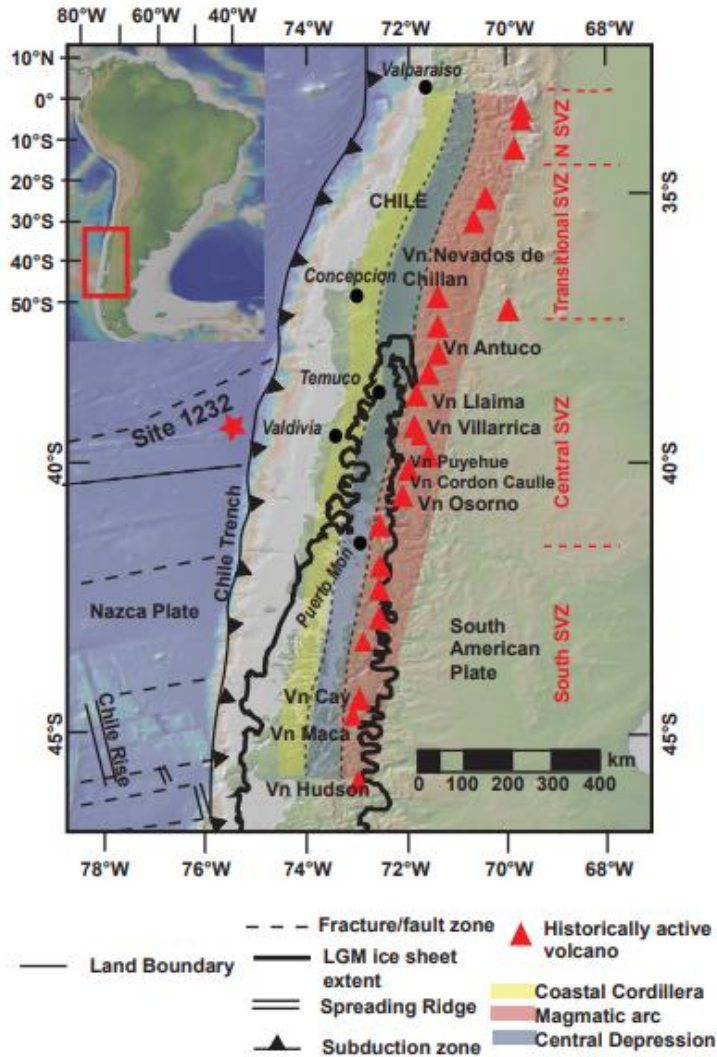 80°W 60°W 40°W 74°W 72°W 70°W
10°N
0°
10°S
20°S
30°S
40°S
50°S
Valparaiso
N SVZ
35°S
CHILE
Transitional SVZ
Vn Nevados de
Chillan
Concepcion
Vn Antuco
Temuco
Vn Llaima
Site 1232
Valdivia
Vn Villarrica
Central SVZ
40°S
40°S
Vn Puyehue
Vn Cordon Caulle
Vn Osorno
Chile Trench
Puerto Mon
Nazca Plate
South
American
Plate
South SVZ
Vn Cay
Chile Rise
45°S
45°S
Vn Maca
km
0 100 200 300 400
Vn Hudson
78°W 76°W 74°W 72°W 70°W 68°W
Fracture/fault zone
Historically active
volcano
Land Boundary
LGM ice sheet
extent
Spreading Ridge
Coastal Cordillera
Magmatic arc
Subduction zone
Central Depression